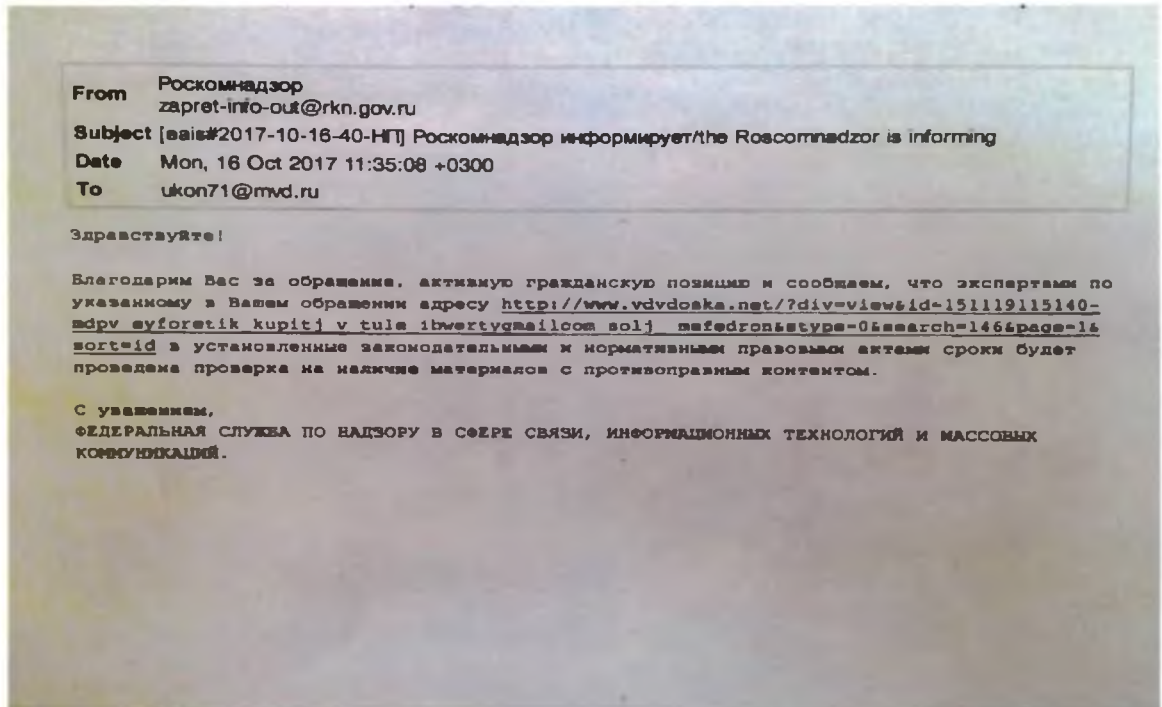 From Роскомнадзор
zapret-info-out@rkn.gov.ru
Subject [eais#2017-10-16-40-НП] Роскомнадзор информирует/the Roscomnadzor is informing
Date Mon, 16 Oct 2017 11:35:08 +0300
To ukon71@mvd.ru
Здравствуйте!
Благодарим Вас за обращение, активную гражданскую позицию и сообщаем, что экспертами по
указанному в Вашем обращении адресу http://www.vdvdoska.net/?div=view&id=151119115140-
mdpv_eyforetik_kupitj_v_tule_ibwertygmailcom_solj__mefedron&stype=0&search=146&page=1&
sort=id в установленные законодательными и нормативными правовыми актами сроки будет
проведена проверка на наличие материалов с противоправным контентом.
С уважением,
ФЕДЕРАЛЬНАЯ СЛУЖБА ПО НАДЗОРУ В СФЕРЕ СВЯЗИ, ИНФОРМАЦИОННЫХ ТЕХНОЛОГИЙ И МАССОВЫХ
КОММУНИКАЦИЙ.